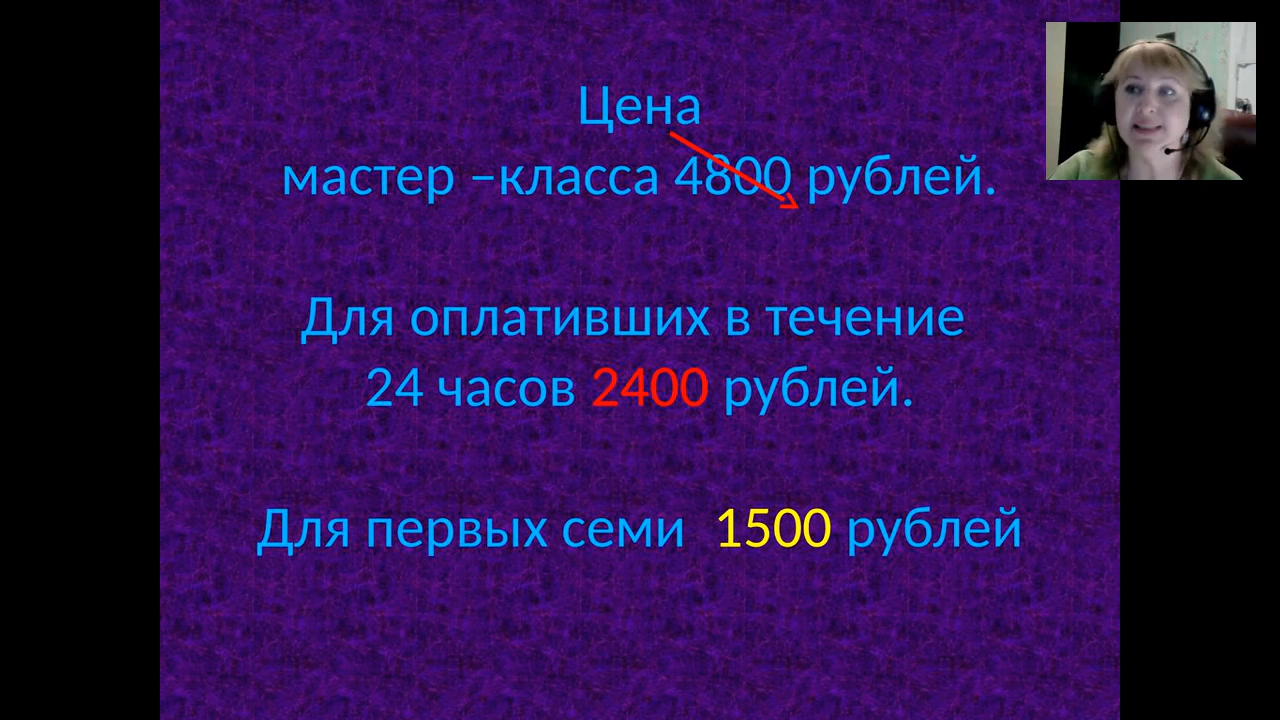 Цена
мастер –класса 4800 рублей.
Для оплативших в течение
24 часов 2400 рублей.
Для первых семи 1500 рублей